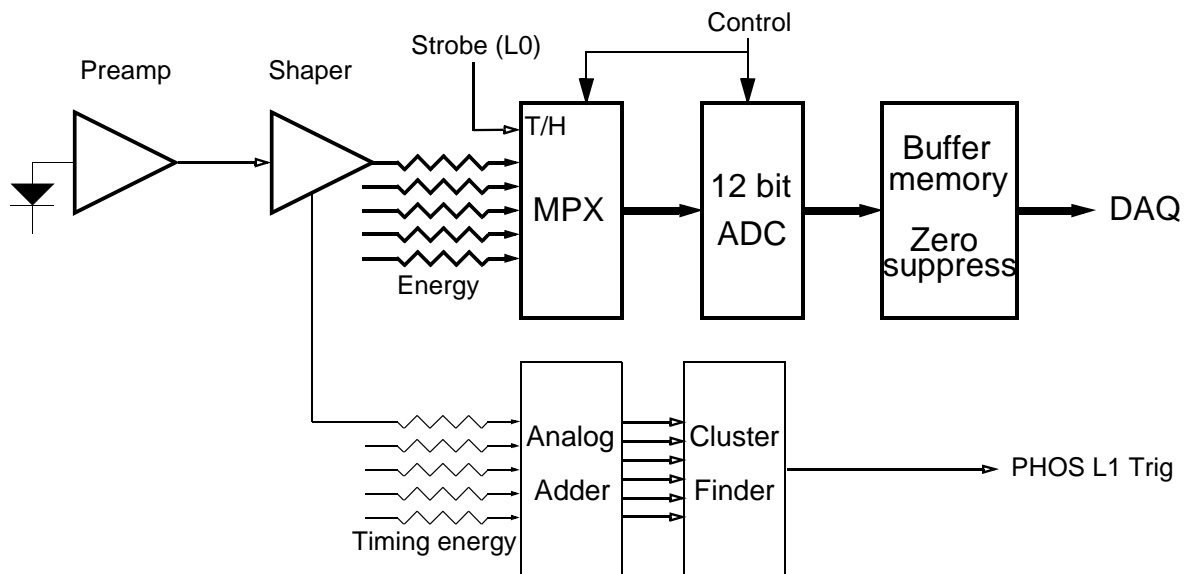 Control
Strobe (L0)
Preamp
Shaper
T/H
MPX
12 bit
ADC
Buffer
memory
Zero
suppress
DAQ
Energy
Analog
Adder
Cluster
Finder
PHOS L1 Trig
Timing energy